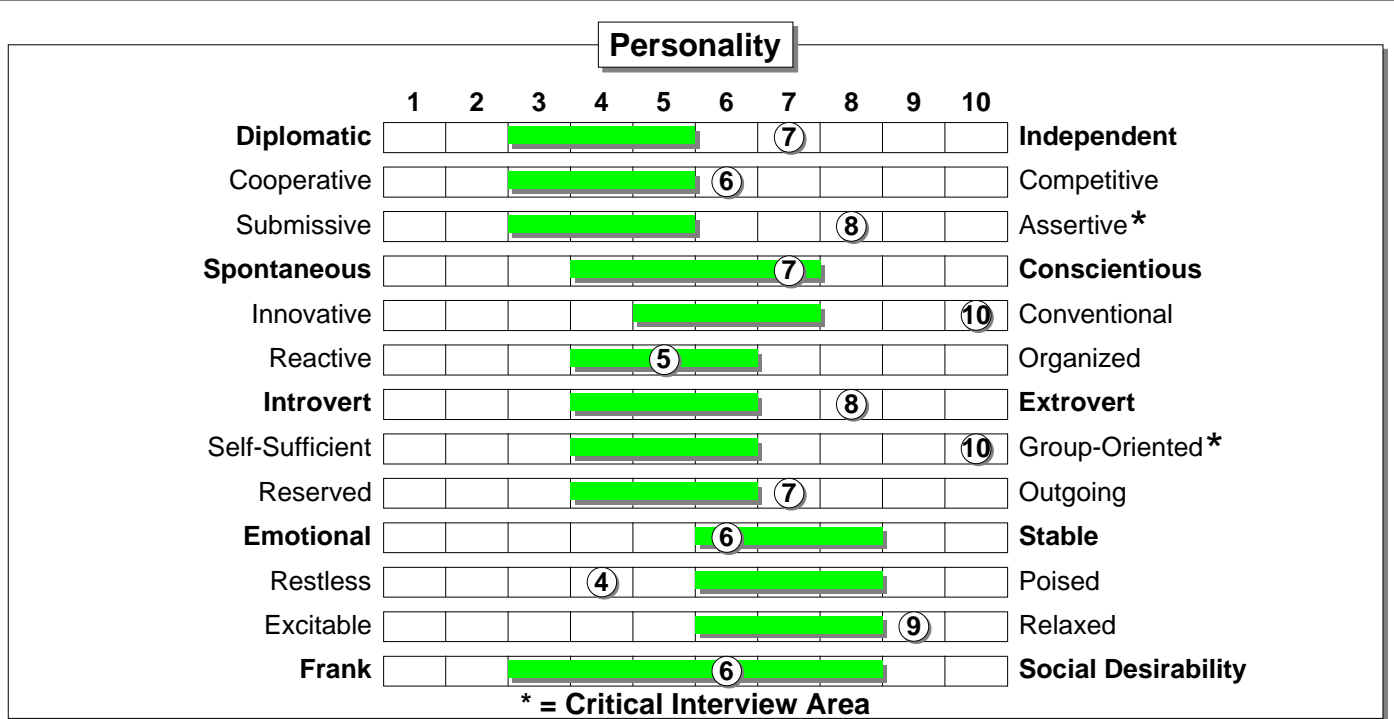 Personality
1 2 3 4 5 6 7 8 9 10
Diplomatic 7 Independent
Cooperative 6 Competitive
Submissive 8 Assertive*
Spontaneous 7 Conscientious
Innovative 10 Conventional
Reactive 5 Organized
Introvert 8 Extrovert
Self-Sufficient 10 Group-Oriented*
Reserved 7 Outgoing
Emotional 6 Stable
Restless 4 Poised
Excitable 9 Relaxed
Frank 6 Social Desirability
* = Critical Interview Area